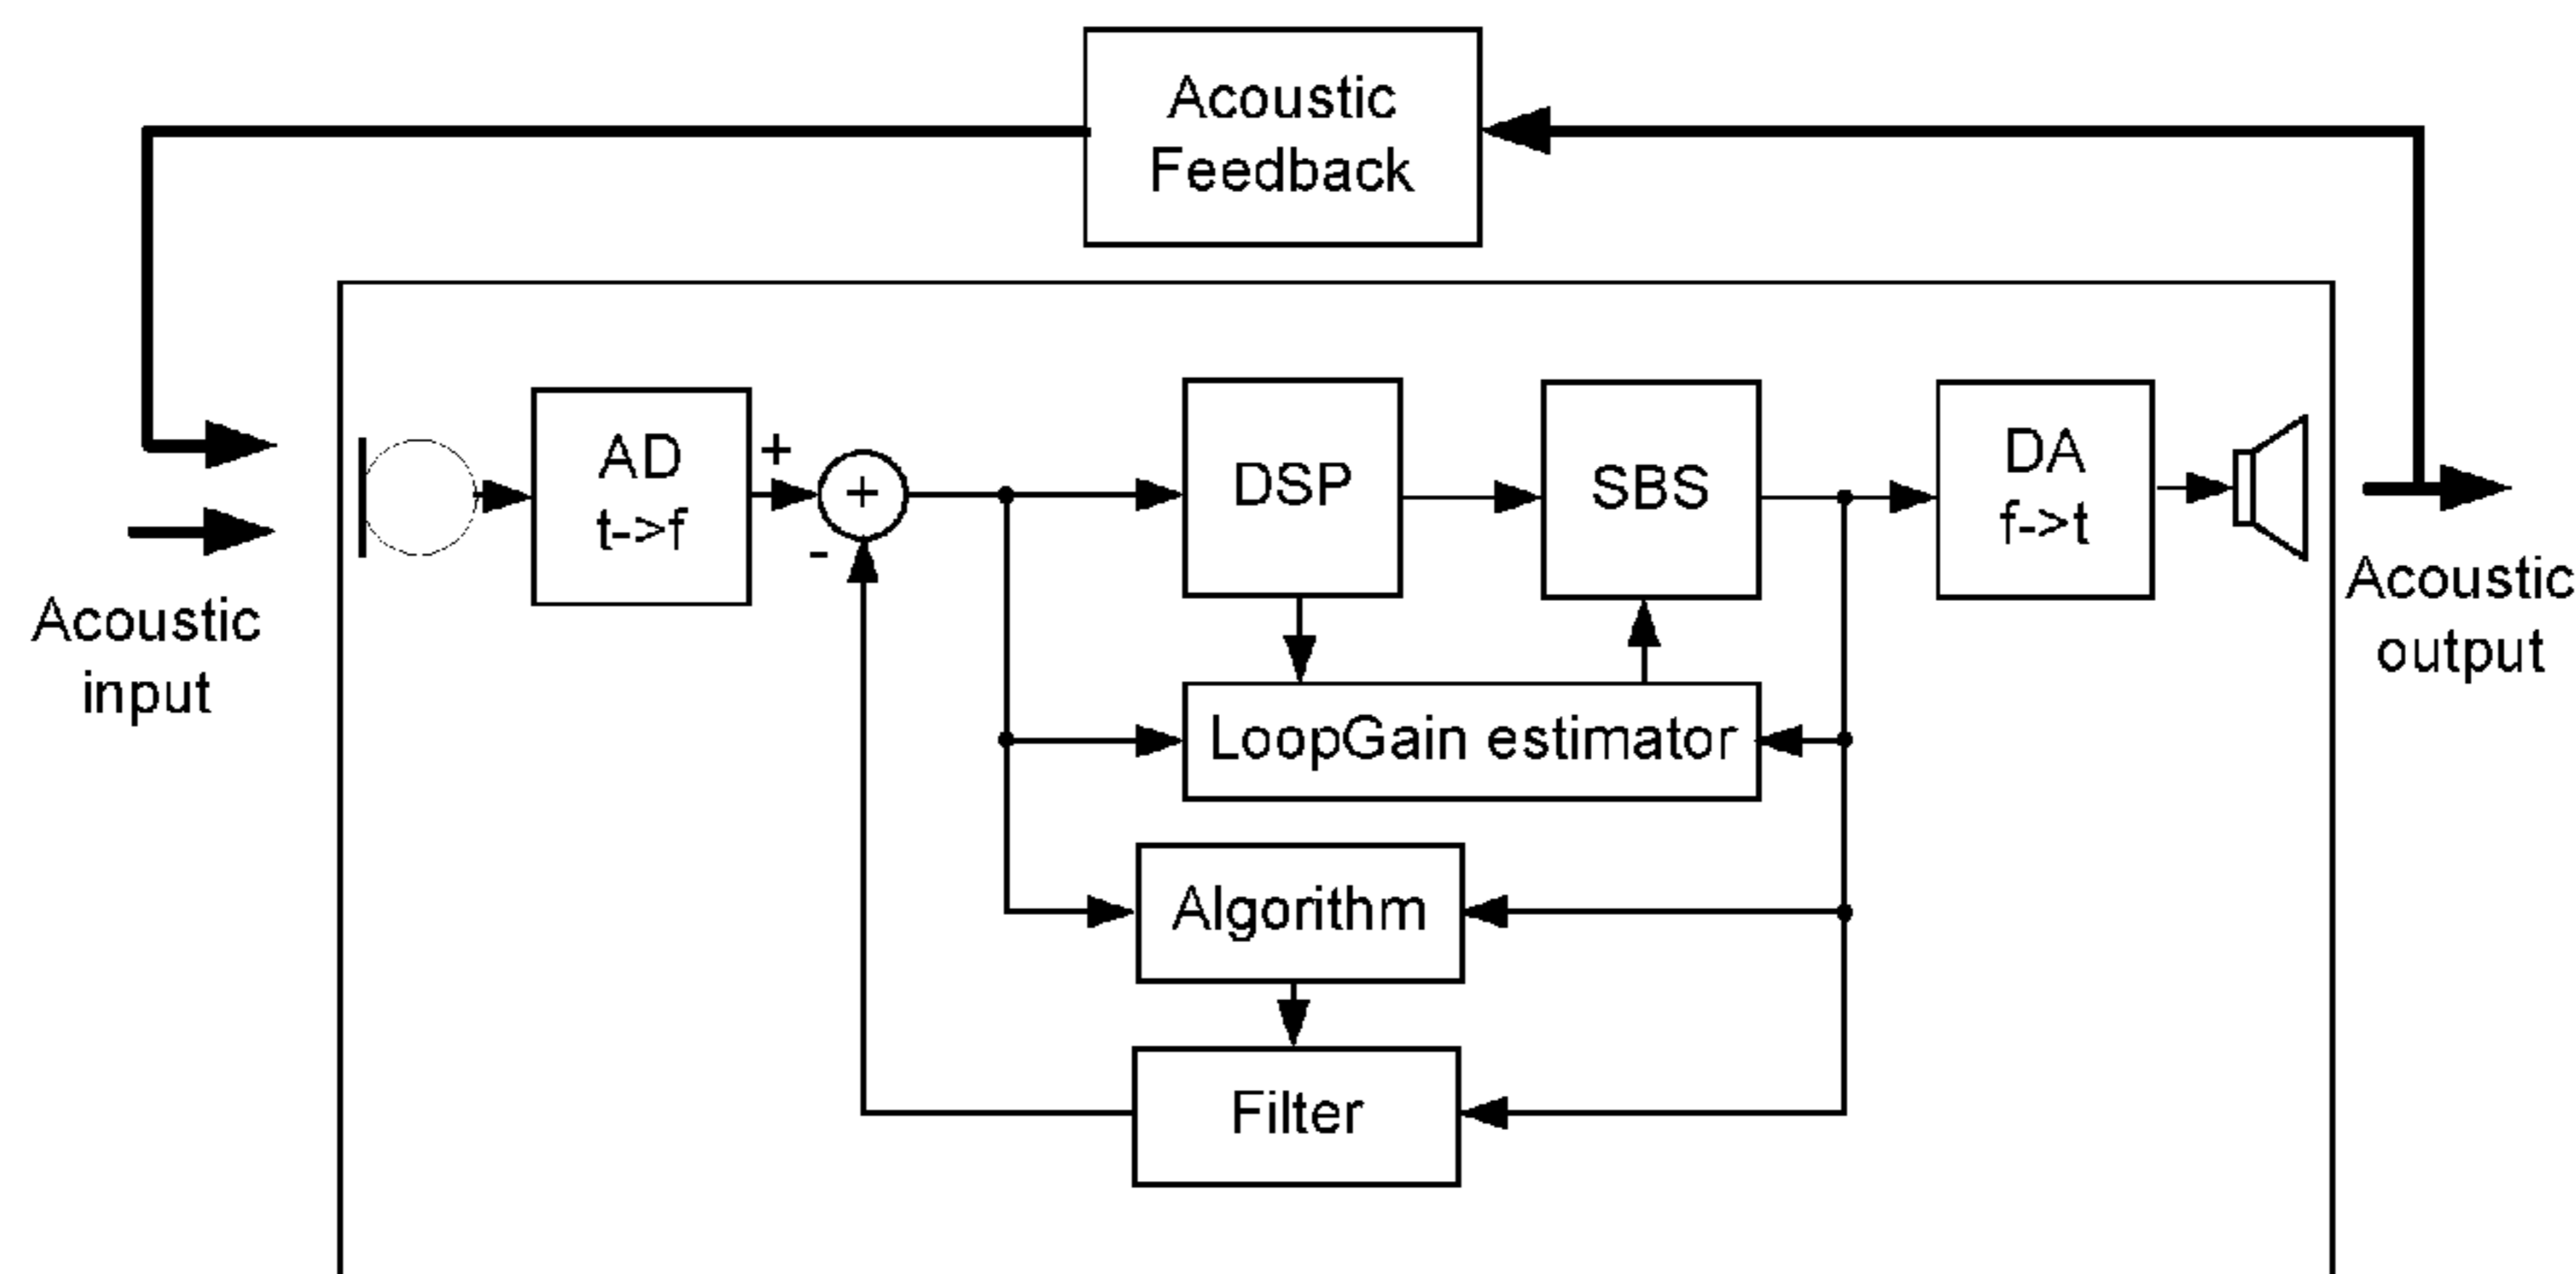 Acoustic
Feedback
AD
t->f
+
-
+
DSP
SBS
DA
f->t
Acoustic
input
Acoustic
output
LoopGain estimator
Algorithm
Filter